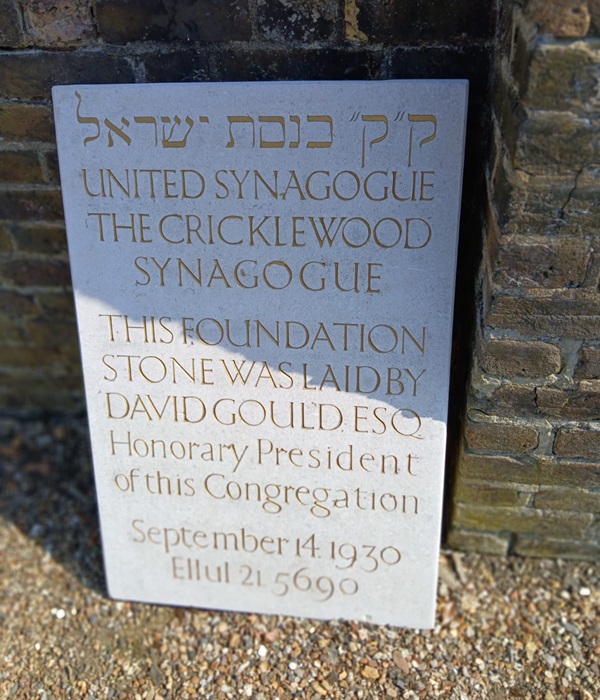 ק״ק״ כנסת ישראל
UNITED SYNAGOGUE
THE CRICKLEWOOD
SYNAGOGUE
THIS FOUNDATION
STONE WAS LAID BY
DAVID GOULD. ESQ
Honorary President
of this Congregation
September 14. 1930
Ellul 21 5690